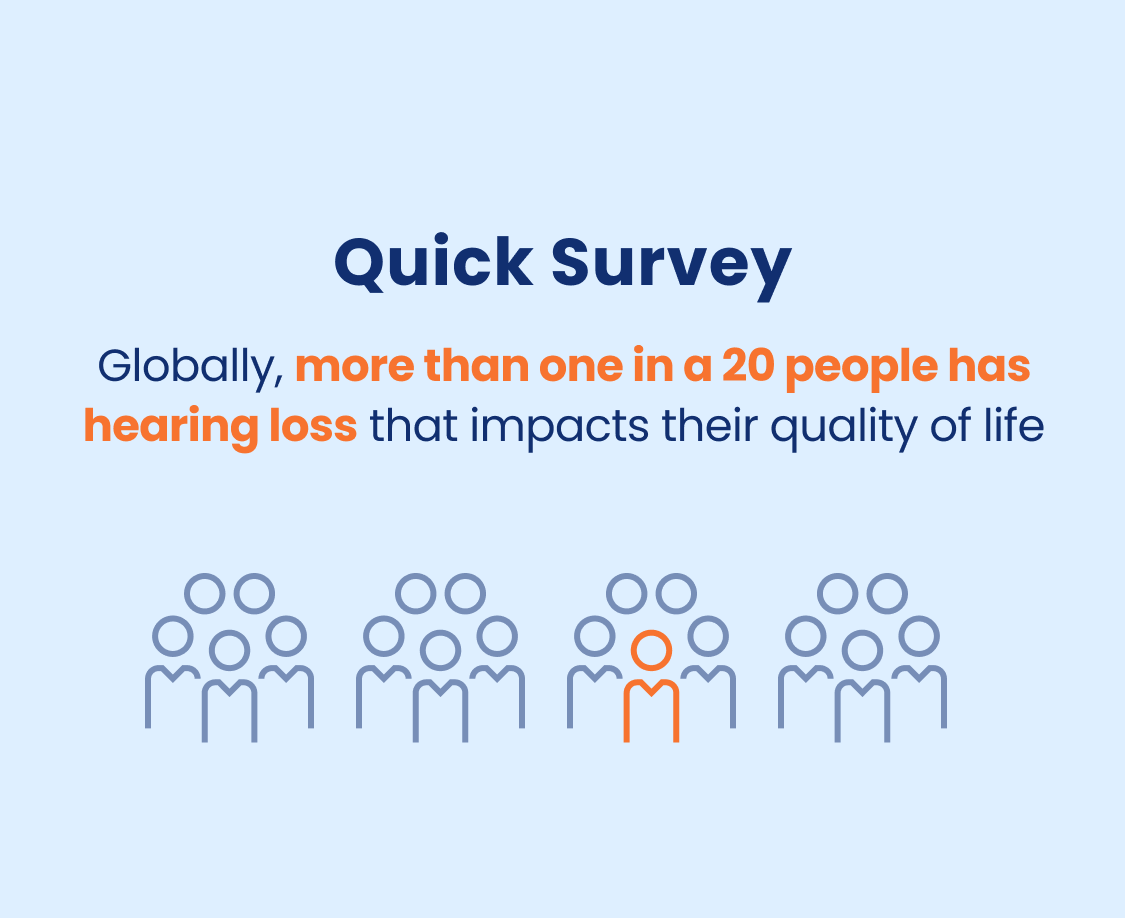 Quick Survey
Globally, more than one in a 20 people has
hearing loss that impacts their quality of life